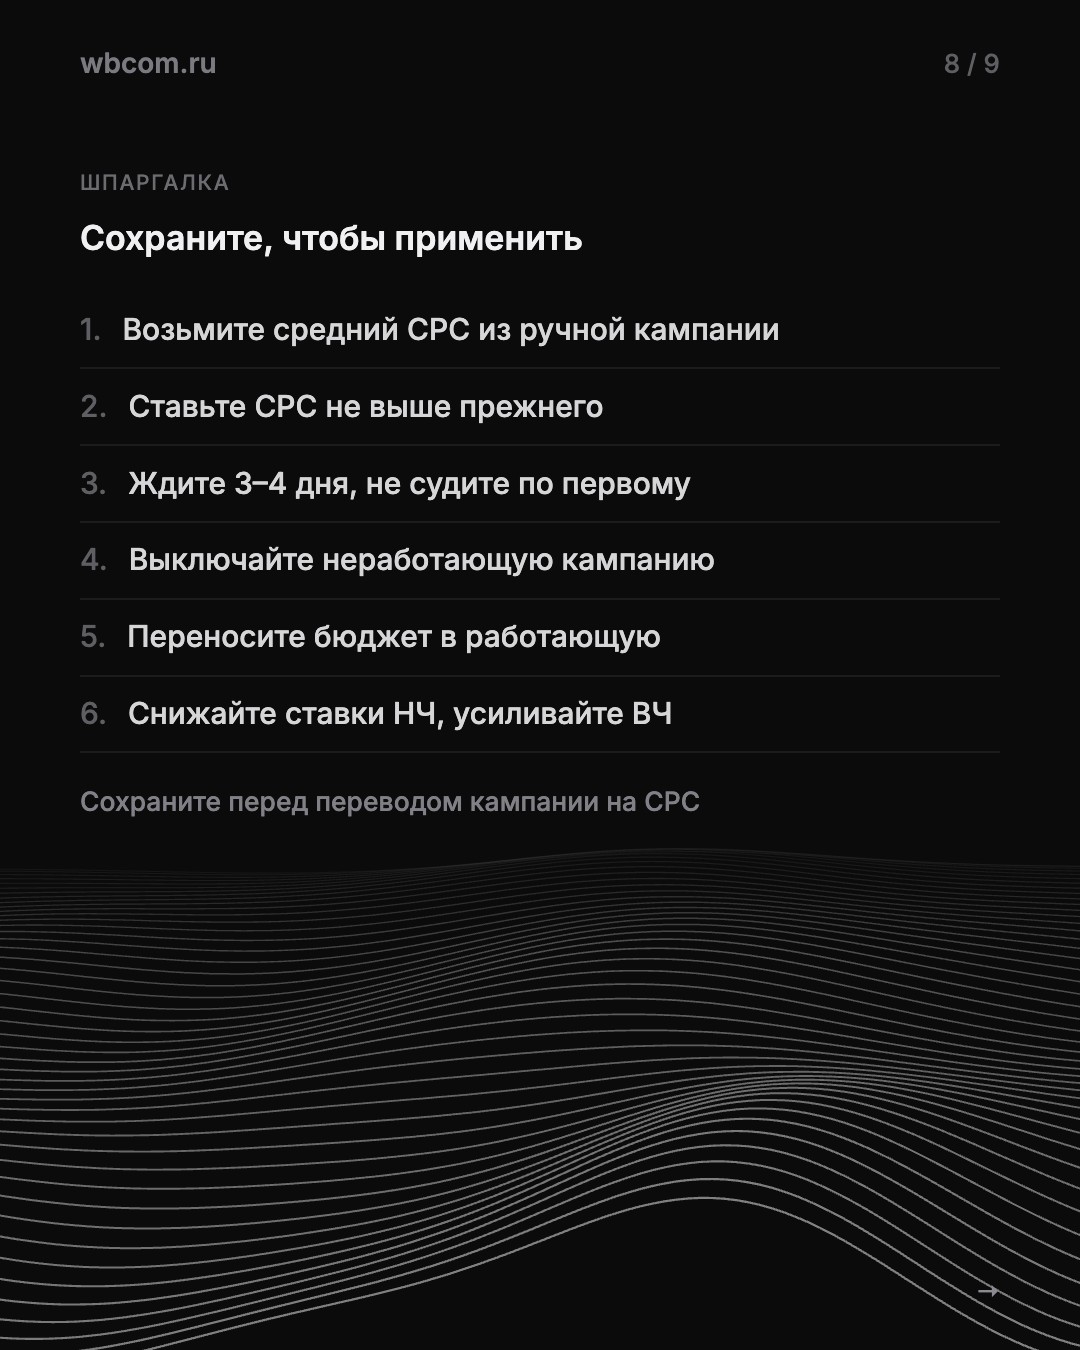 wbcom.ru
8 / 9
ШПАРГАЛКА
Сохраните, чтобы применить
1. Возьмите средний CPC из ручной кампании
2. Ставьте CPC не выше прежнего
3. Ждите 3–4 дня, не судите по первому
4. Выключайте неработающую кампанию
5. Переносите бюджет в работающую
6. Снижайте ставки НЧ, усиливайте ВЧ
Сохраните перед переводом кампании на CPC
→